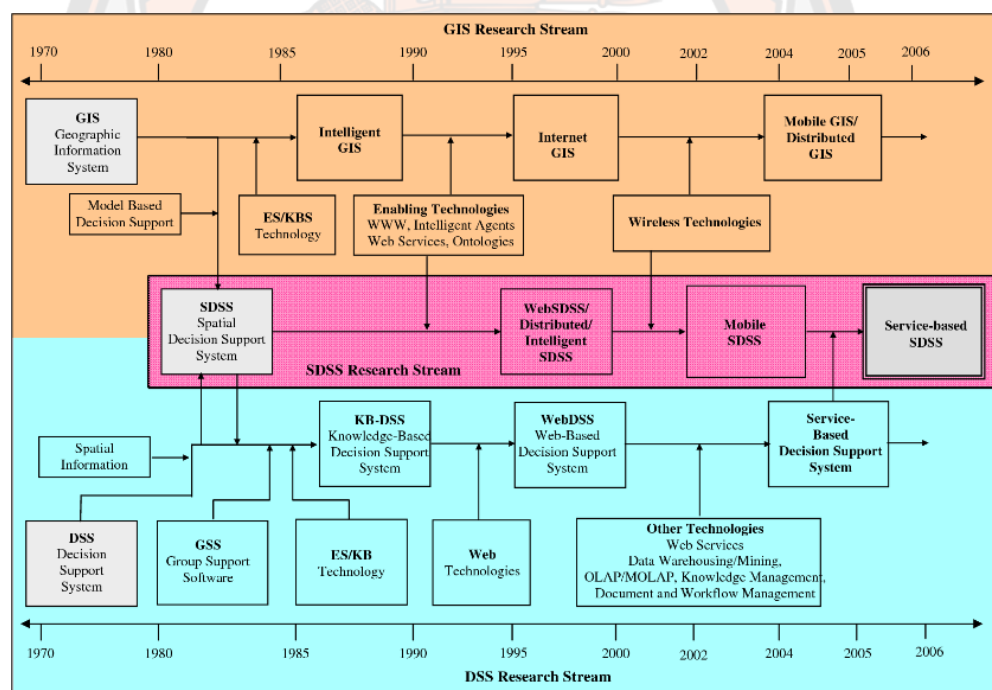 GIS Research Stream
1970 1980 1985 1990 1995 2000 2002 2004 2005 2006
GIS
Geographic
Information
System
Intelligent
GIS
Internet
GIS
Mobile GIS/
Distributed
GIS
Model Based
Decision Support
ES/KBS
Technology
Enabling Technologies
WWW, Intelligent Agents
Web Services, Ontologies
Wireless Technologies
SDSS
Spatial
Decision Support
System
WebSDSS/
Distributed/
Intelligent
SDSS
Mobile
SDSS
Service-based
SDSS
SDSS Research Stream
Spatial
Information
KB-DSS
Knowledge-Based
Decision Support
System
WebDSS
Web-Based
Decision Support
System
Service-
Based
Decision Support
System
DSS
Decision
Support
System
GSS
Group Support
Software
ES/KB
Technology
Web
Technologies
Other Technologies
Web Services
Data Warehousing/Mining,
OLAP/MOLAP, Knowledge Management,
Document and Workflow Management
1970 1980 1985 1990 1995 2000 2002 2004 2005 2006
DSS Research Stream